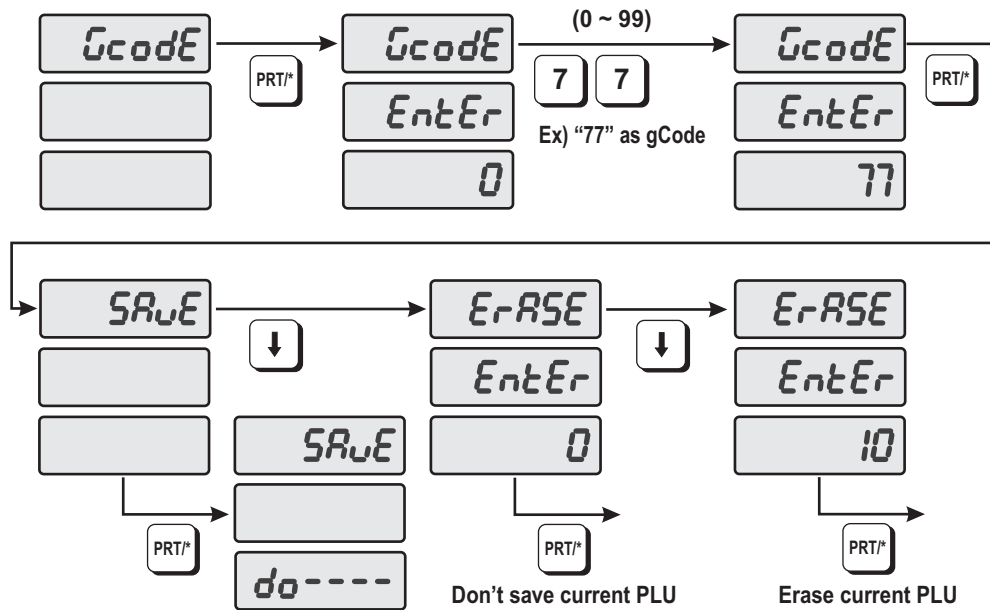 GcodE
PRT/*
GcodE
EntEr
0
(0 ~ 99)
7 7
Ex) “77” as gCode
GcodE
EntEr
77
PRT/*
SAvE
PRT/*
SAvE
do----
ErASE
EntEr
0
PRT/*
Don't save current PLU
ErASE
EntEr
10
PRT/*
Erase current PLU